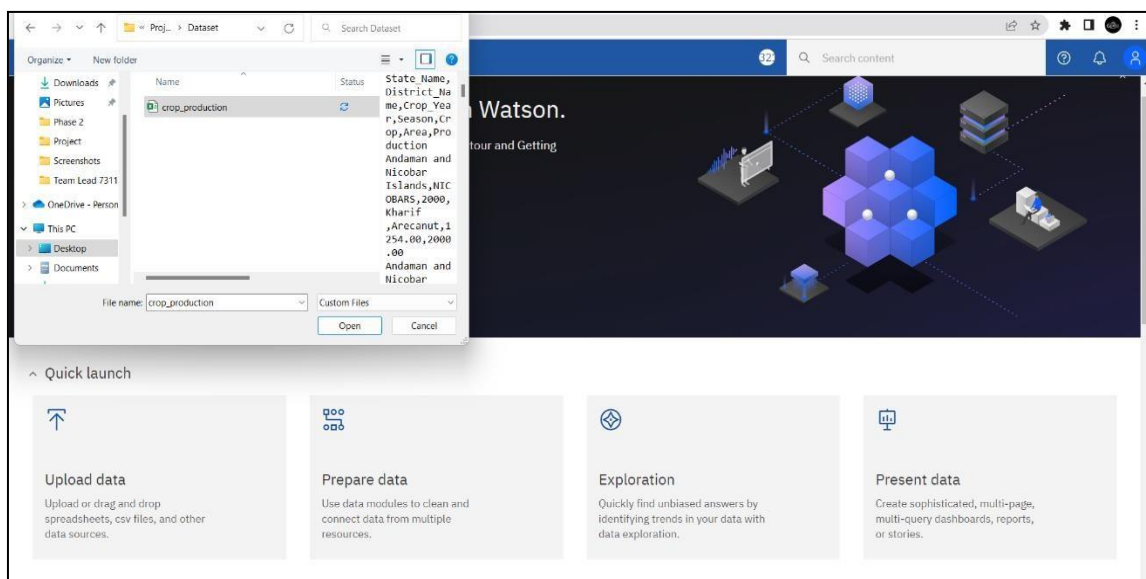 « Proj... › Dataset
Search Dataset
Organize
New folder
Name
Status
Downloads
Pictures
Phase 2
Project
Screenshots
Team Lead 7311
OneDrive - Person
This PC
Desktop
Documents
crop_production
State_Name,
District_Na
me,Crop_Yea
r,Season,Cr
op,Area,Pro
duction
Andaman and
Nicobar
Islands,NIC
OBARS,2000,
Kharif
,Arecanut,1
254.00,2000
.00
Andaman and
Nicobar
File name: crop_production
Custom Files
Open
Cancel
Search content
Watson.
tour and Getting
Quick launch
Upload data
Upload or drag and drop
spreadsheets, csv files, and other
data sources.
Prepare data
Use data modules to clean and
connect data from multiple
resources.
Exploration
Quickly find unbiased answers by
identifying trends in your data with
data exploration.
Present data
Create sophisticated, multi-page,
multi-query dashboards, reports,
or stories.